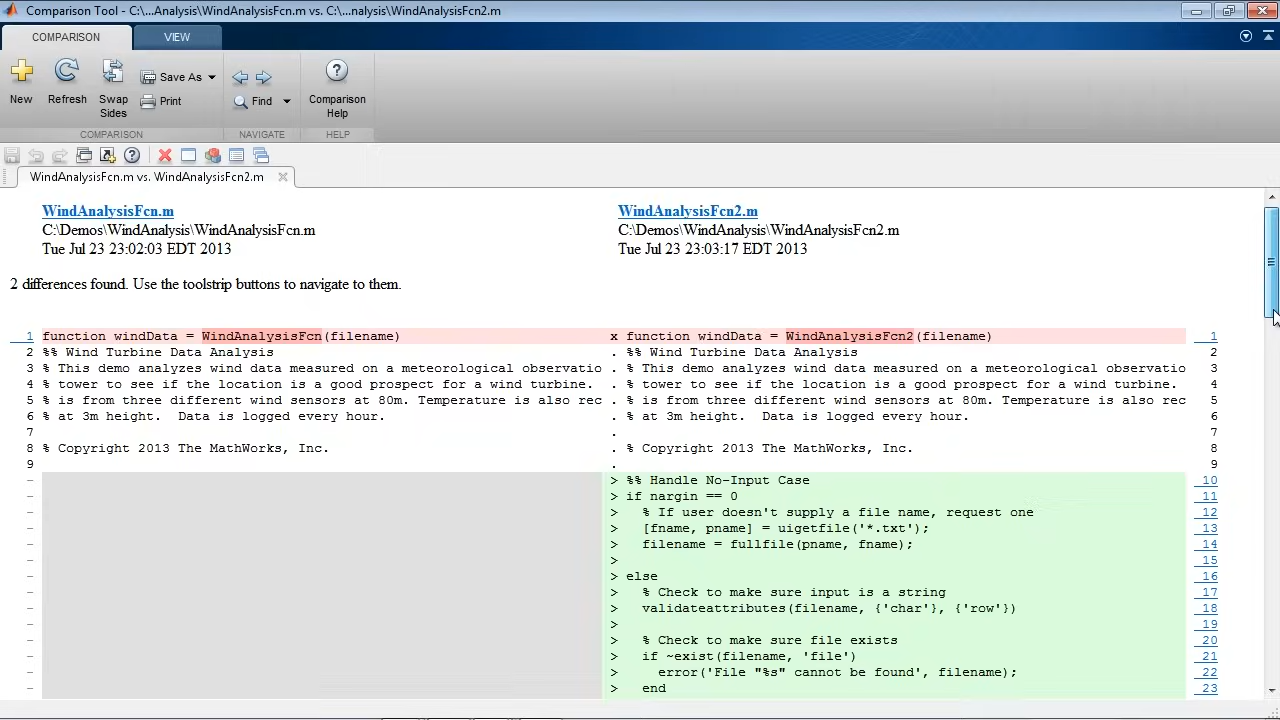 Comparison Tool - C:\...Analysis\WindAnalysisFcn.m vs. C:\...nalysis\WindAnalysisFcn2.m
COMPARISON VIEW
New Refresh Swap Sides Save As Print Find Comparison Help
COMPARISON NAVIGATE HELP
WindAnalysisFcn.m vs. WindAnalysisFcn2.m
WindAnalysisFcn.m WindAnalysisFcn2.m
C:\Demos\WindAnalysis\WindAnalysisFcn.m C:\Demos\WindAnalysis\WindAnalysisFcn2.m
Tue Jul 23 23:02:03 EDT 2013 Tue Jul 23 23:03:17 EDT 2013
2 differences found. Use the toolstrip buttons to navigate to them.
1 function windData = WindAnalysisFcn(filename) x function windData = WindAnalysisFcn2(filename) 1
2 %% Wind Turbine Data Analysis . %% Wind Turbine Data Analysis 2
3 % This demo analyzes wind data measured on a meteorological observatio . % This demo analyzes wind data measured on a meteorological observatio 3
4 % tower to see if the location is a good prospect for a wind turbine. . % tower to see if the location is a good prospect for a wind turbine. 4
5 % is from three different wind sensors at 80m. Temperature is also rec . % is from three different wind sensors at 80m. Temperature is also rec 5
6 % at 3m height.  Data is logged every hour. . % at 3m height.  Data is logged every hour. 6
7 . 7
8 % Copyright 2013 The MathWorks, Inc. . % Copyright 2013 The MathWorks, Inc. 8
9 . 9
- > %% Handle No-Input Case 10
- > if nargin == 0 11
- >   % If user doesn't supply a file name, request one 12
- >   [fname, pname] = uigetfile('*.txt'); 13
- >   filename = fullfile(pname, fname); 14
- > 15
- > else 16
- >   % Check to make sure input is a string 17
- >   validateattributes(filename, {'char'}, {'row'}) 18
- > 19
- >   % Check to make sure file exists 20
- >   if ~exist(filename, 'file') 21
- >     error('File "%s" cannot be found', filename); 22
- >   end 23